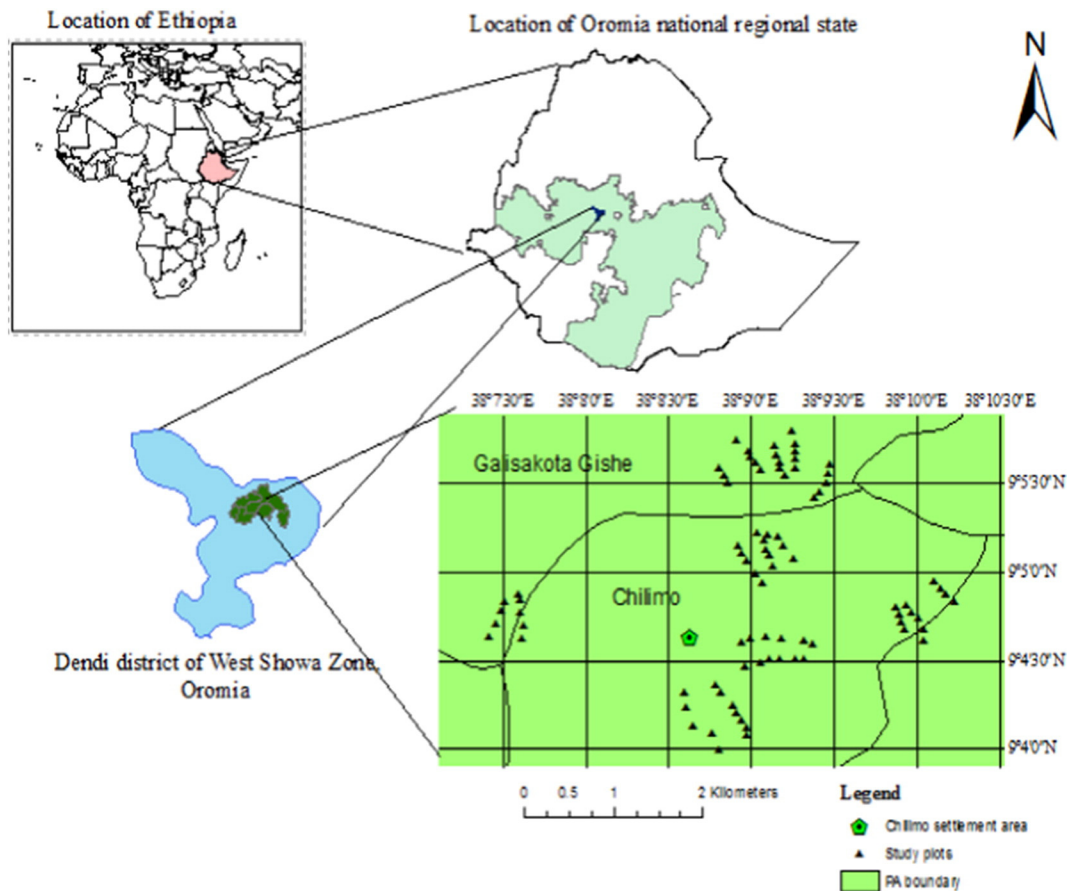 Location of Ethiopia
Location of Oromia national regional state
N
38°7'30"E 38°8'0"E 38°8'30"E 38°9'0"E 38°9'30"E 38°10'0"E 38°10'30"E
Galisakota Gishe
9°5'30"N
9°5'0"N
Chilimo
9°4'30"N
9°4'0"N
Dendi district of West Showa Zone,
Oromia
0 0.5 1 2 Kilometers
Legend
Chilimo settlement area
Study plots
PA boundary